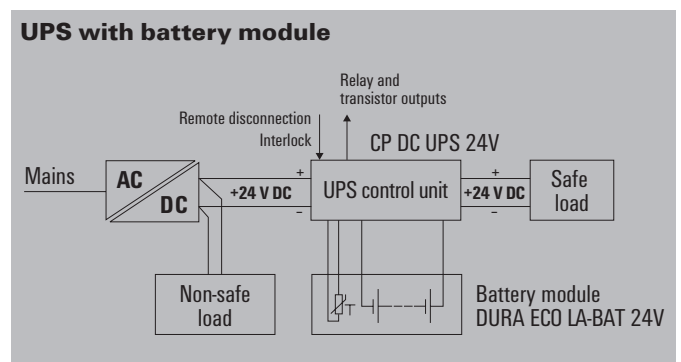 UPS with battery module
Relay and
transistor outputs
Remote disconnection
Interlock
CP DC UPS 24V
Mains
AC
DC
+
+24 V DC
–
UPS control unit
+
+24 V DC
–
Safe
load
Non-safe
load
T
Battery module
DURA ECO LA-BAT 24V